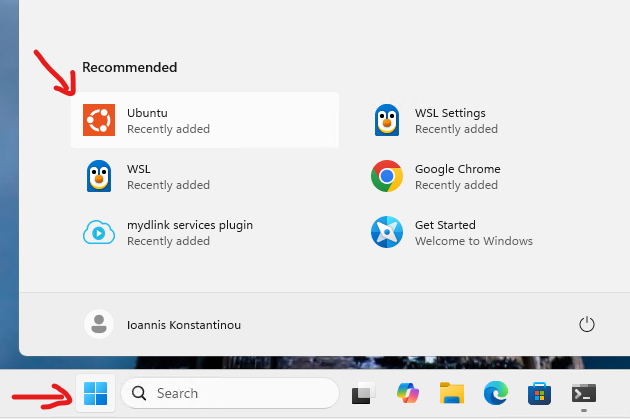 Recommended
Ubuntu
Recently added
WSL Settings
Recently added
WSL
Recently added
Google Chrome
Recently added
mydlink services plugin
Recently added
Get Started
Welcome to Windows
Ioannis Konstantinou
Search